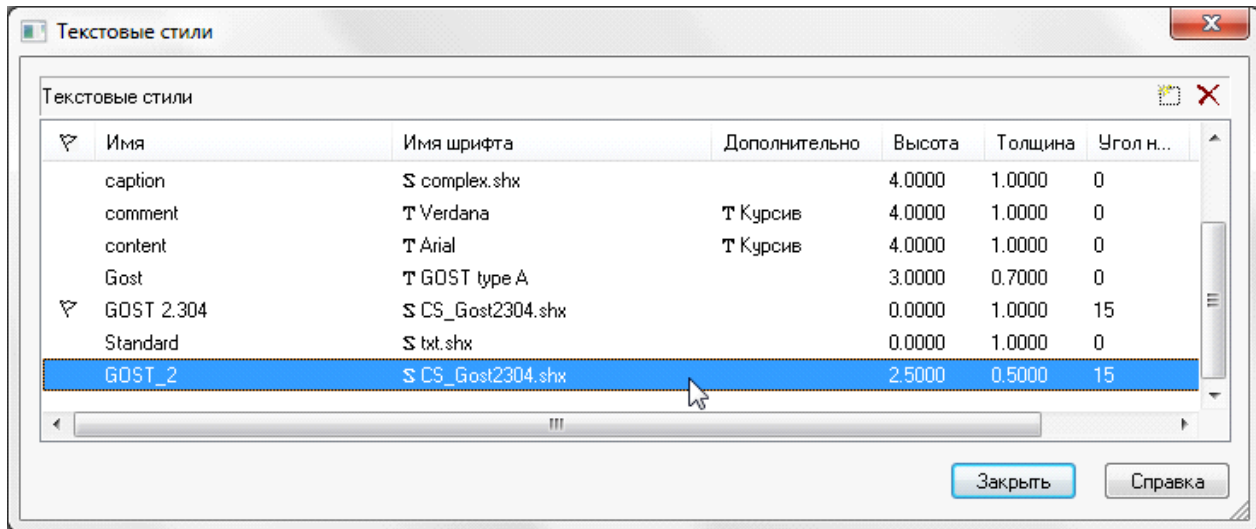 Текстовые стили
Текстовые стили
Имя Имя шрифта Дополнительно Высота Толщина Угол н...
caption complex.shx 4.0000 1.0000 0
comment Verdana Курсив 4.0000 1.0000 0
content Arial Курсив 4.0000 1.0000 0
Gost GOST type A 3.0000 0.7000 0
GOST 2.304 CS_Gost2304.shx 0.0000 1.0000 15
Standard txt.shx 0.0000 1.0000 0
GOST_2 CS_Gost2304.shx 2.5000 0.5000 15
Закрыть Справка